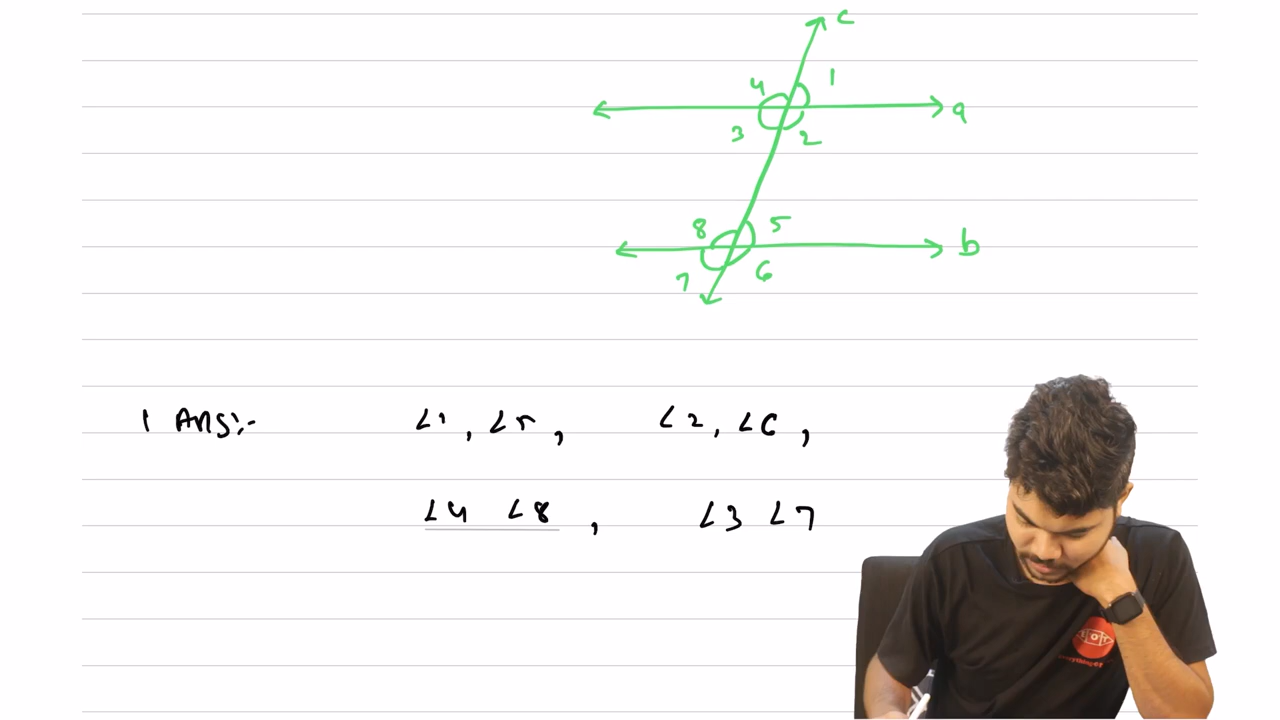 c
4 1
a
3 2
8 5
b
7 6
1 Ans:- ∠1, ∠5, ∠2, ∠6,
∠4 ∠8, ∠3 ∠7